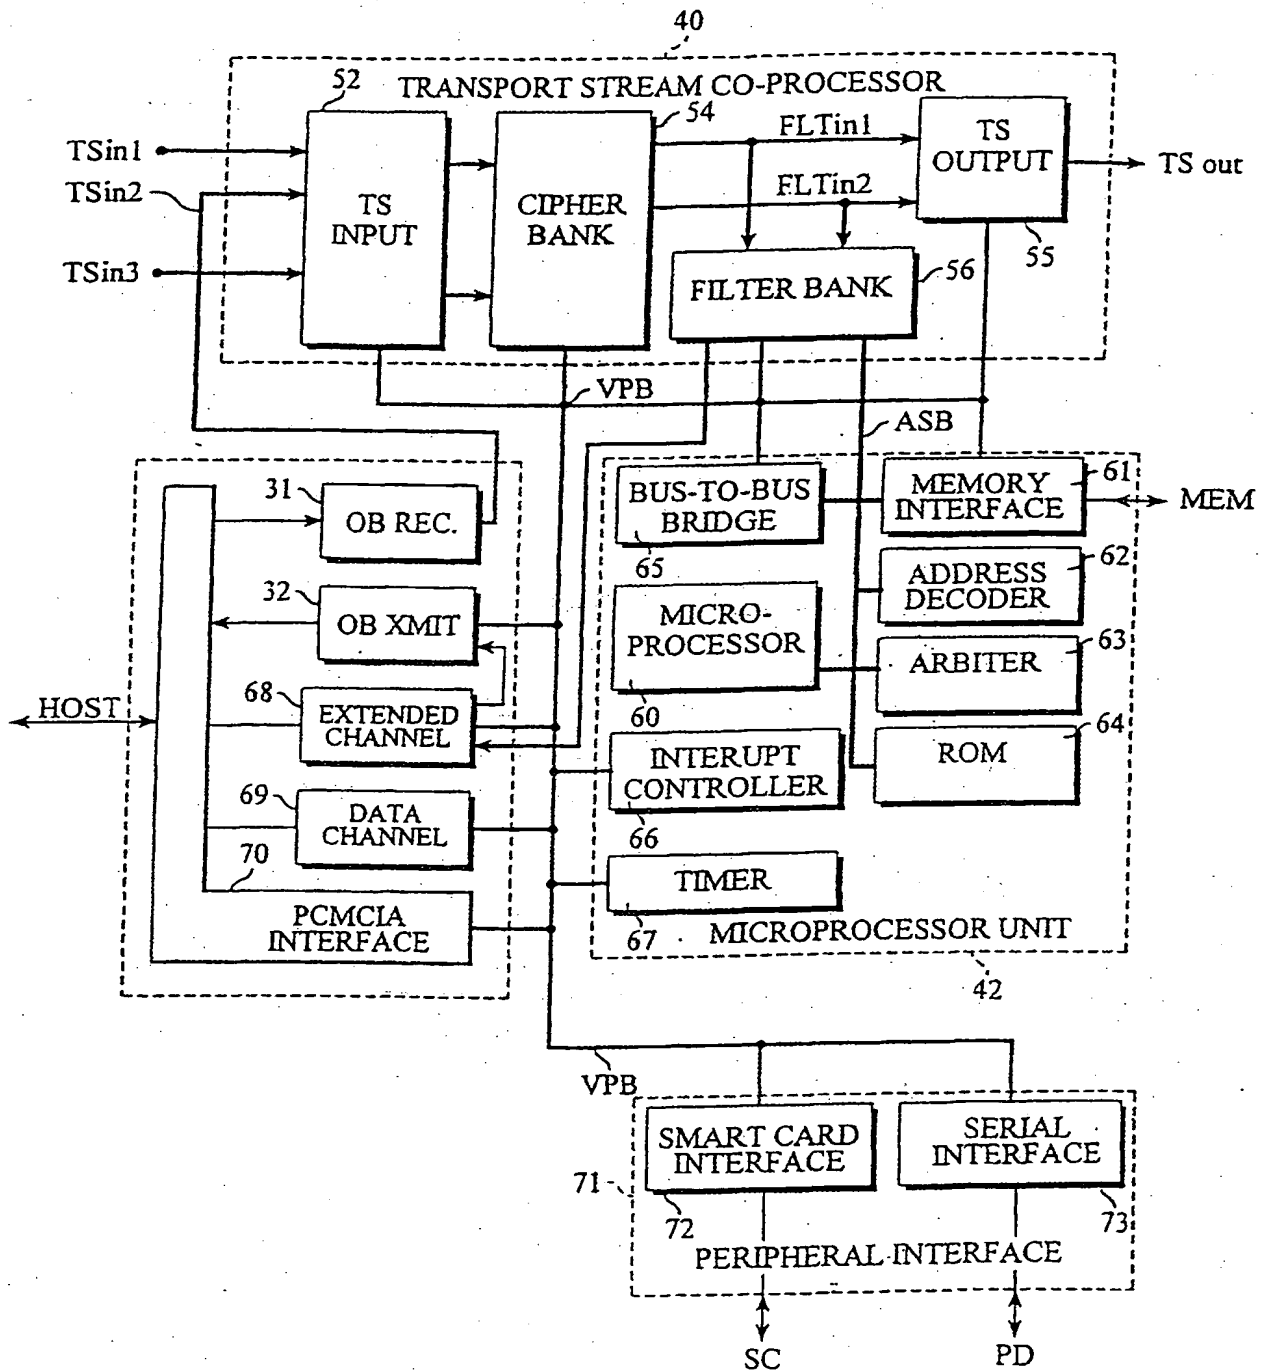 40
TRANSPORT STREAM CO-PROCESSOR
52
54
TSin1
TSin2
TSin3
TS
INPUT
CIPHER
BANK
FLTin1
FLTin2
TS
OUTPUT
TS out
55
FILTER BANK
56
VPB
ASB
31
OB REC.
32
OB XMIT
68
EXTENDED
CHANNEL
HOST
69
DATA
CHANNEL
70
PCMCIA
INTERFACE
BUS-TO-BUS
BRIDGE
65
MEMORY
INTERFACE
61
MEM
ADDRESS
DECODER
62
MICRO-
PROCESSOR
60
ARBITER
63
INTERUPT
CONTROLLER
66
ROM
64
TIMER
67
MICROPROCESSOR UNIT
42
VPB
SMART CARD
INTERFACE
72
SERIAL
INTERFACE
73
71
PERIPHERAL INTERFACE
SC
PD